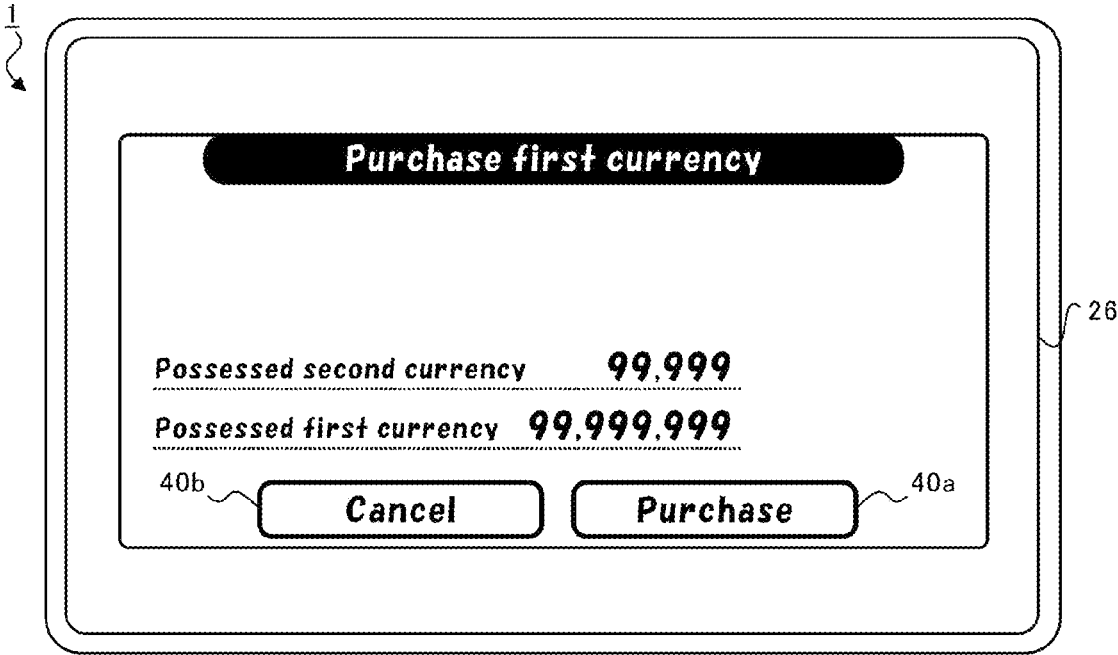 1
Purchase first currency
26
Possessed second currency 99,999
Possessed first currency 99,999,999
40b Cancel Purchase 40a